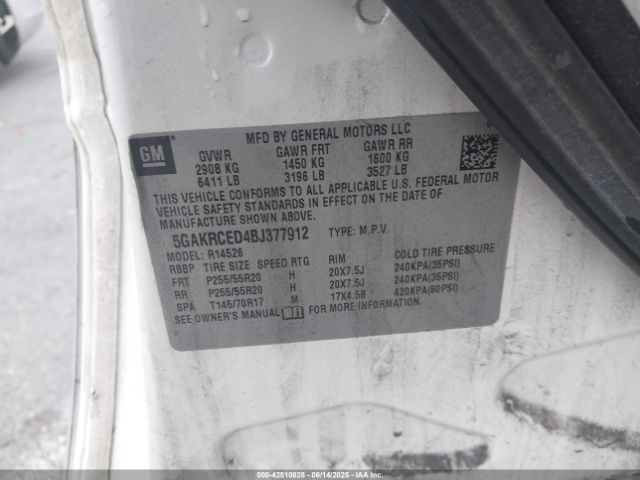 MFD BY GENERAL MOTORS LLC
GM
GVWR GAWR FRT GAWR RR
2908 KG 1450 KG 1600 KG
6411 LB 3196 LB 3527 LB
THIS VEHICLE CONFORMS TO ALL APPLICABLE U.S. FEDERAL MOTOR
VEHICLE SAFETY STANDARDS IN EFFECT ON THE DATE OF
MANUFACTURE SHOWN ABOVE.
5GAKRCED4BJ377912 TYPE: M.P.V.
MODEL: R14526
RBBP TIRE SIZE SPEED RTG RIM COLD TIRE PRESSURE
FRT P255/55R20 H 20X7.5J 240KPA(35PSI)
RR P255/55R20 H 20X7.5J 240KPA(35PSI)
SPA T145/70R17 M 17X4.5B 420KPA(60PSI)
SEE OWNER'S MANUAL FOR MORE INFORMATION.
000-42510828 - 06/14/2025 - IAAI.com